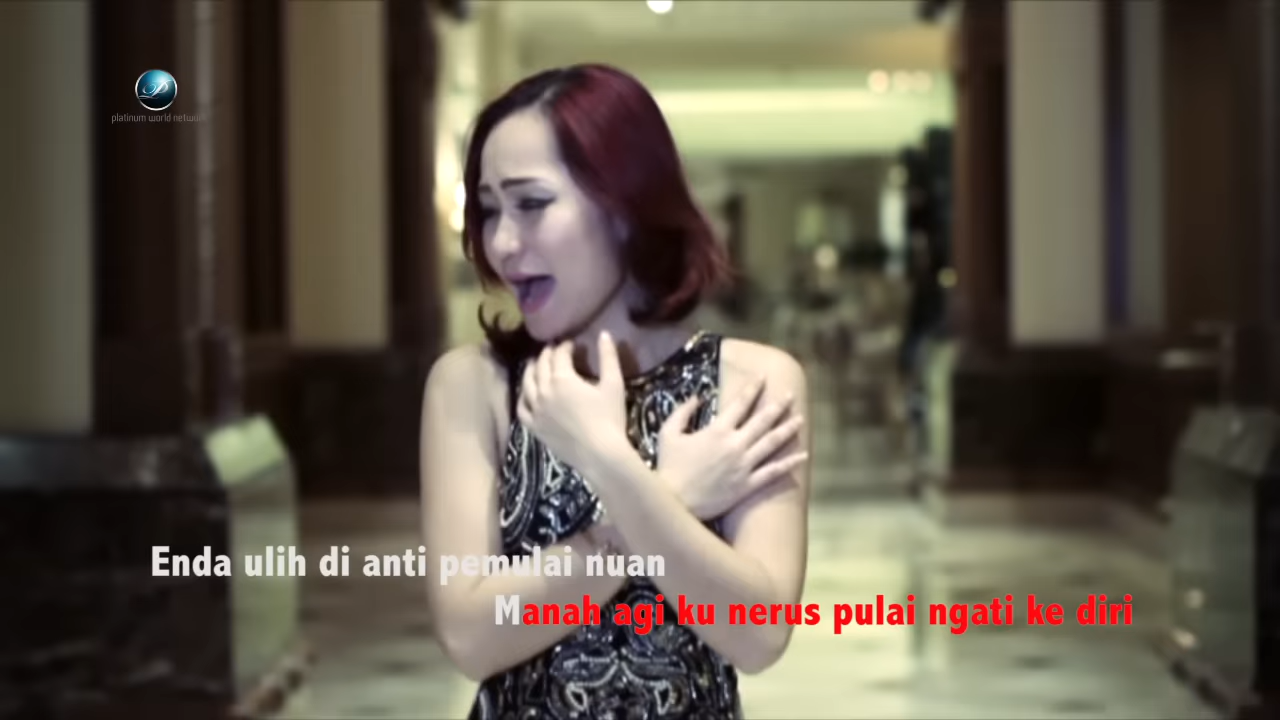 platinum world network
Enda ulih di anti pemulai nuan
Manah agi ku nerus pulai ngati ke diri